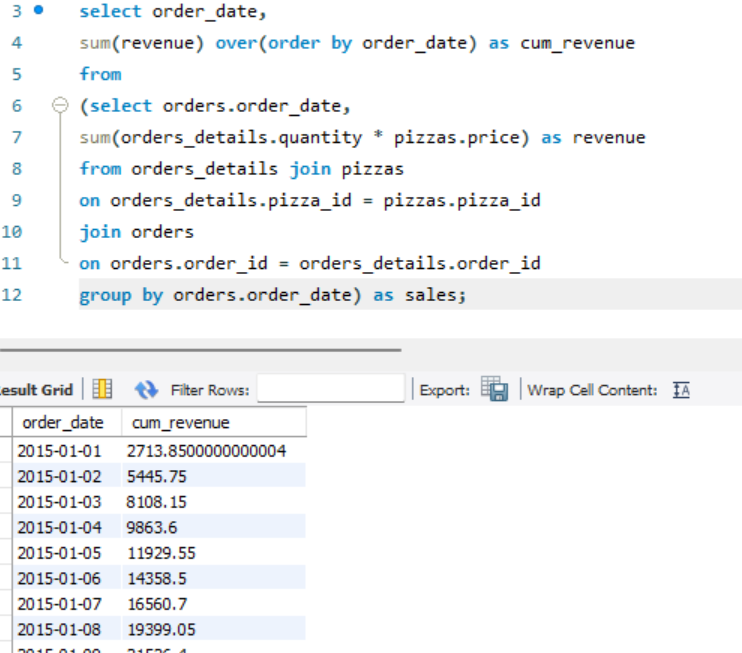 3 select order_date,
4 sum(revenue) over(order by order_date) as cum_revenue
5 from
6 (select orders.order_date,
7 sum(orders_details.quantity * pizzas.price) as revenue
8 from orders_details join pizzas
9 on orders_details.pizza_id = pizzas.pizza_id
10 join orders
11 on orders.order_id = orders_details.order_id
12 group by orders.order_date) as sales;
esult Grid Filter Rows: Export: Wrap Cell Content: IA
order_date cum_revenue
2015-01-01 2713.8500000000004
2015-01-02 5445.75
2015-01-03 8108.15
2015-01-04 9863.6
2015-01-05 11929.55
2015-01-06 14358.5
2015-01-07 16560.7
2015-01-08 19399.05